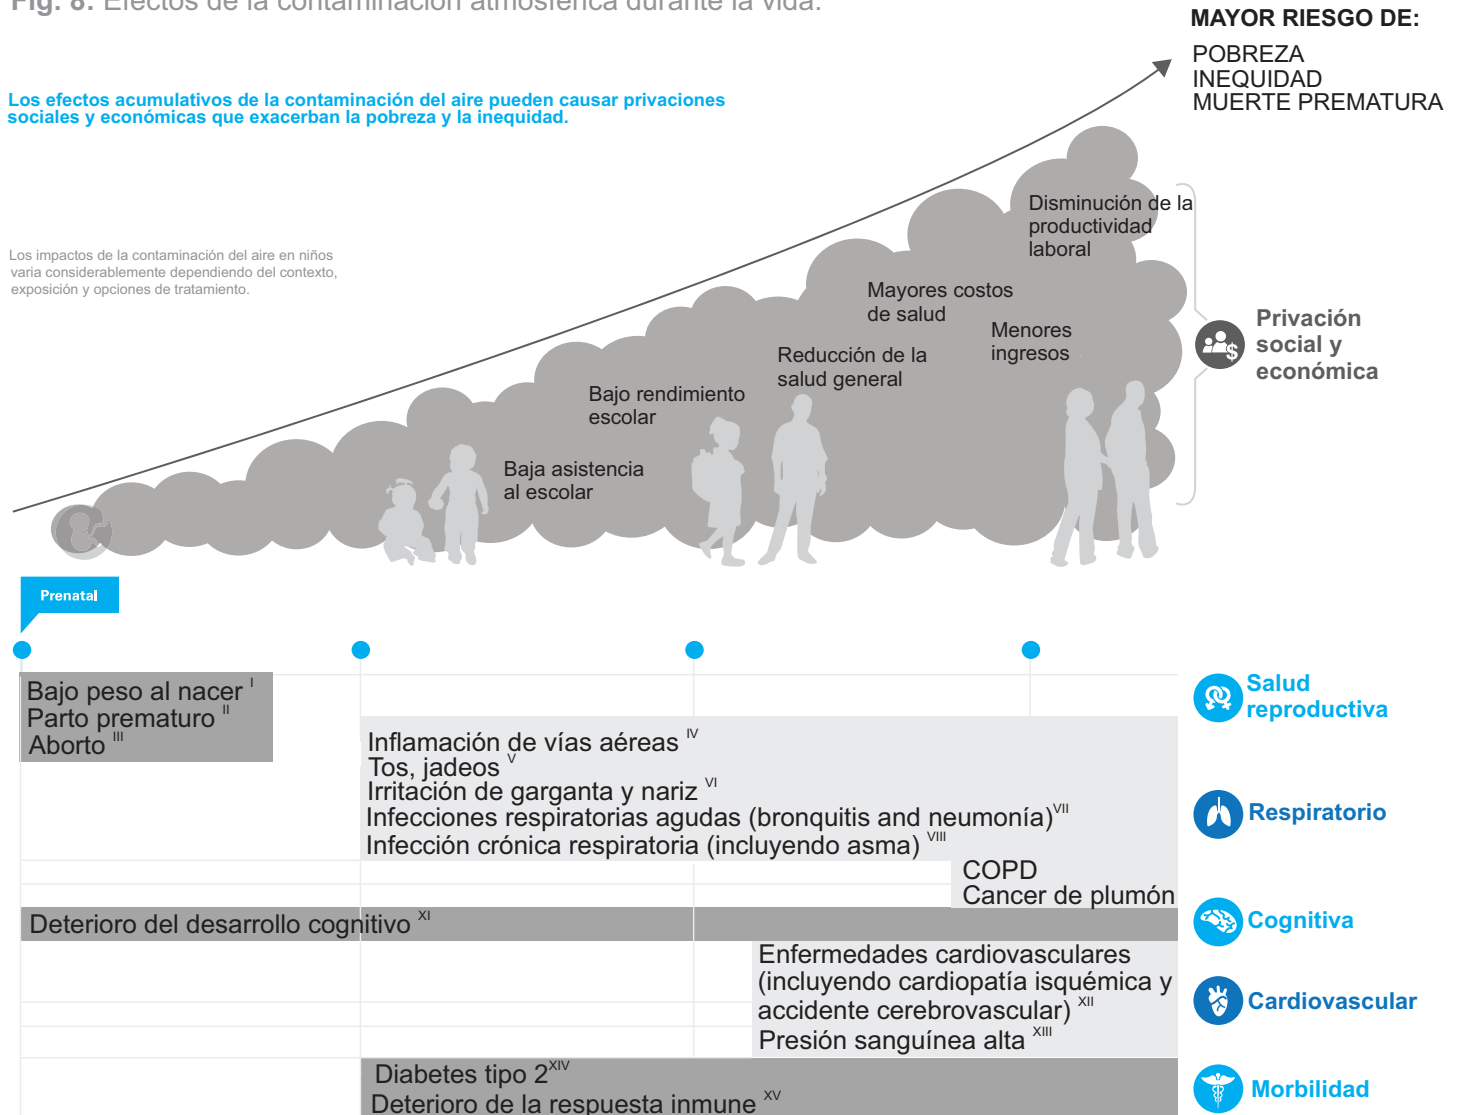 Fig. 8: Efectos de la contaminación atmosférica durante la vida.
MAYOR RIESGO DE:
POBREZA
INEQUIDAD
MUERTE PREMATURA
Los efectos acumulativos de la contaminación del aire pueden causar privaciones
sociales y económicas que exacerban la pobreza y la inequidad.
Los impactos de la contaminación del aire en niños
varia considerablemente dependiendo del contexto,
exposición y opciones de tratamiento.
Disminución de la
productividad
laboral
Mayores costos
de salud
Menores
ingresos
Reducción de la
salud general
Bajo rendimiento
escolar
Baja asistencia
al escolar
Privación
social y
económica
Prenatal
Bajo peso al nacer I
Parto prematuro II
Aborto III
Salud
reproductiva
Inflamación de vías aéreas IV
Tos, jadeos V
Irritación de garganta y nariz VI
Infecciones respiratorias agudas (bronquitis and neumonía)VII
Infección crónica respiratoria (incluyendo asma) VIII
COPD
Cancer de plumón
Respiratorio
Deterioro del desarrollo cognitivo XI
Cognitiva
Enfermedades cardiovasculares
(incluyendo cardiopatía isquémica y
accidente cerebrovascular) XII
Presión sanguínea alta XIII
Cardiovascular
Diabetes tipo 2XIV
Deterioro de la respuesta inmune XV
Morbilidad